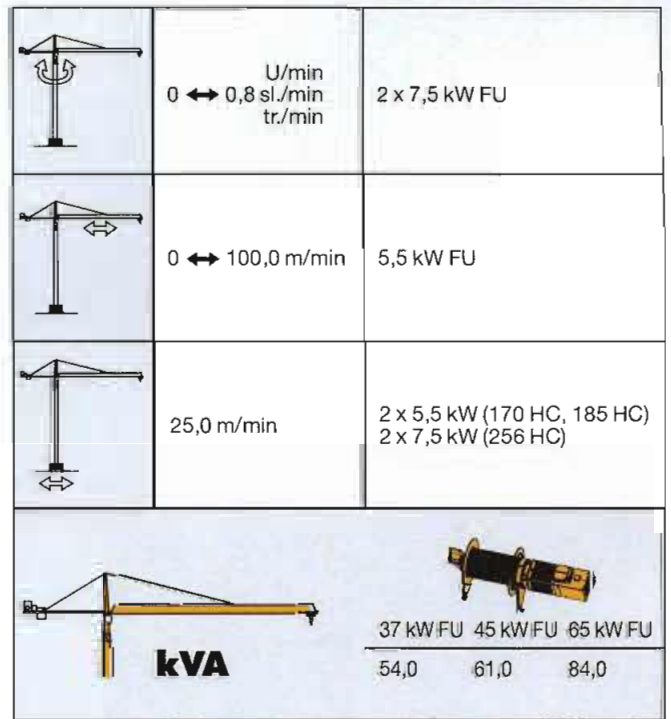 U/min
0 ↔ 0,8 sl./min
tr./min
2 x 7,5 kW FU
0 ↔ 100,0 m/min
5,5 kW FU
25,0 m/min
2 x 5,5 kW (170 HC, 185 HC)
2 x 7,5 kW (256 HC)
kVA
37 kW FU 45 kW FU 65 kW FU
54,0 61,0 84,0